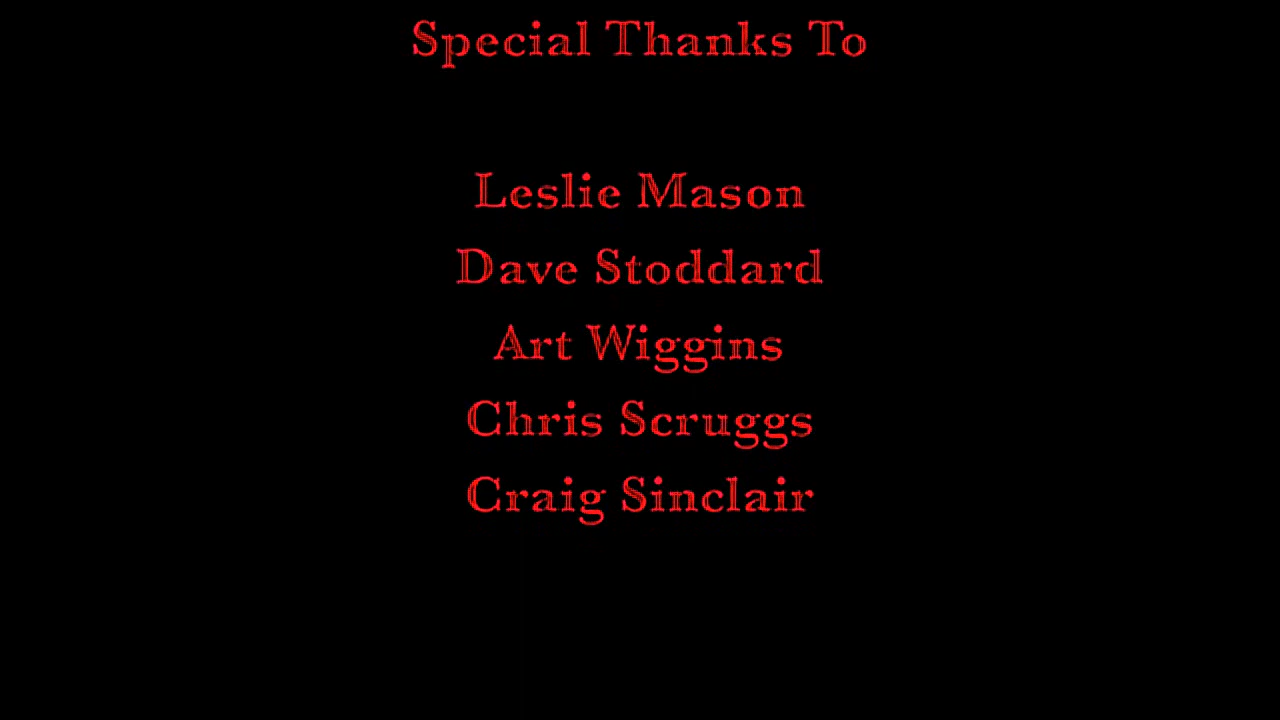 Special Thanks To
Leslie Mason
Dave Stoddard
Art Wiggins
Chris Scruggs
Craig Sinclair